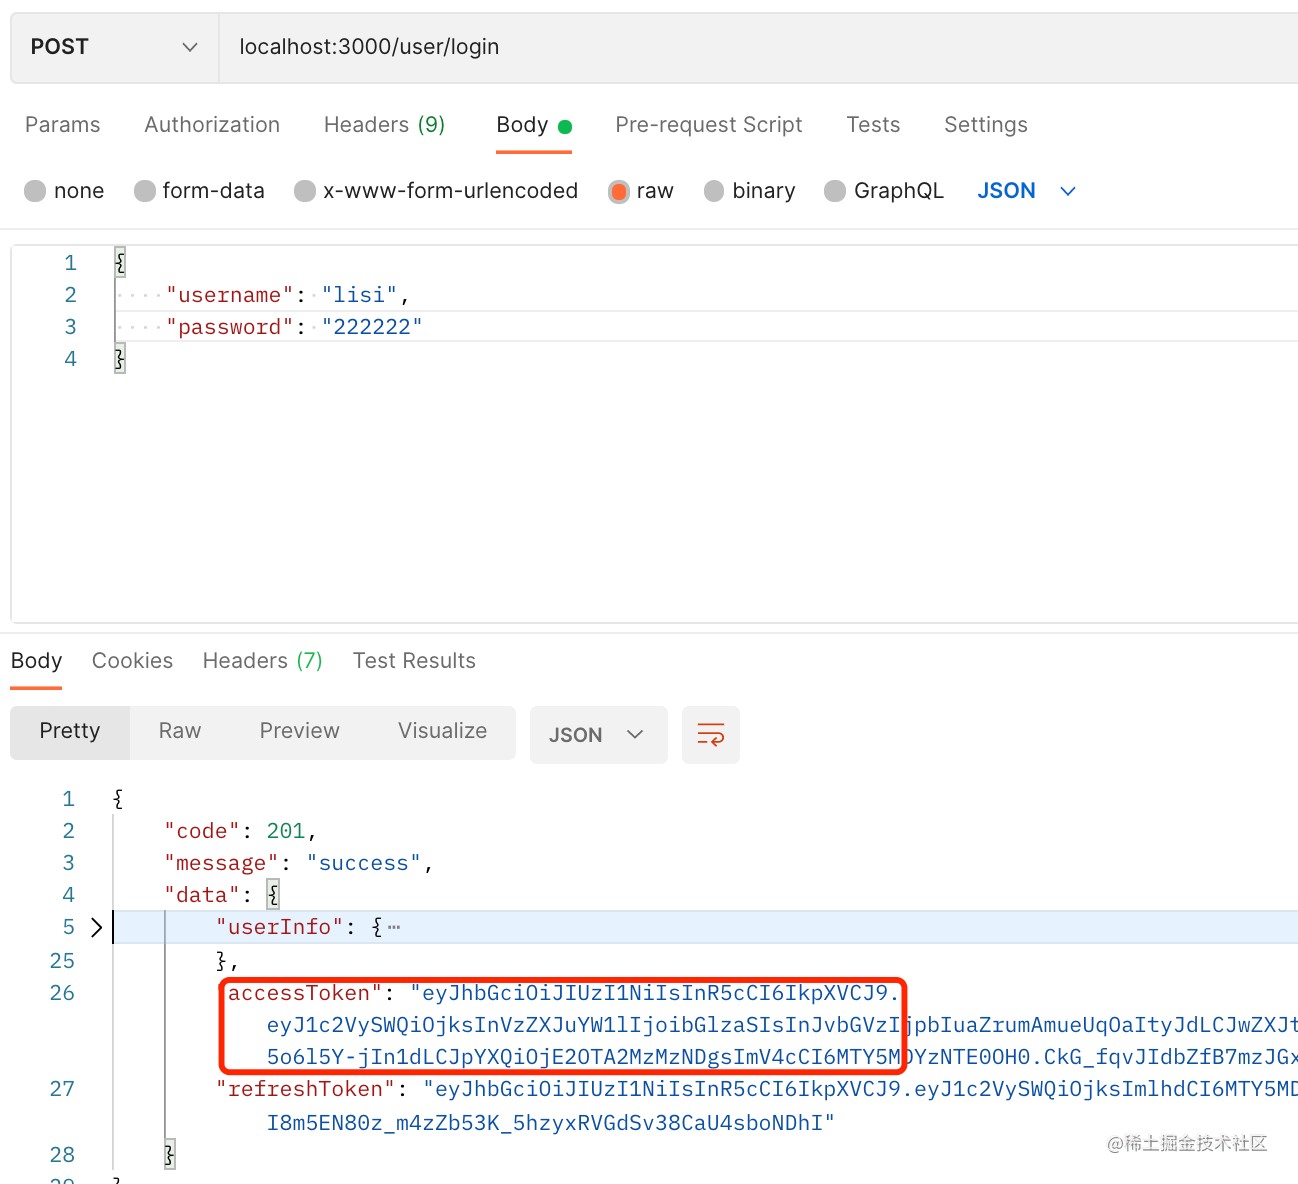 POST localhost:3000/user/login
Params Authorization Headers (9) Body Pre-request Script Tests Settings
none form-data x-www-form-urlencoded raw binary GraphQL JSON
1 {
2 "username": "lisi",
3 "password": "222222"
4 }
Body Cookies Headers (7) Test Results
Pretty Raw Preview Visualize JSON
1 {
2 "code": 201,
3 "message": "success",
4 "data": {
5 "userInfo": {…
25 },
26 "accessToken": "eyJhbGciOiJIUzI1NiIsInR5cCI6IkpXVCJ9.
eyJ1c2VySWQiOjksInVzZXJuYW1lIjoibGlzaSIsInJvbGVzIjpbIuaZrumAmueUqOaItyJdLCJwZXJt
5o6l5Y-jIn1dLCJpYXQiOjE2OTA2MzMzNDgsImV4cCI6MTY5MDYzNTE0OH0.CkG_fqvJIdbZfB7mzJGx
27 "refreshToken": "eyJhbGciOiJIUzI1NiIsInR5cCI6IkpXVCJ9.eyJ1c2VySWQiOjksImlhdCI6MTY5MD
I8m5EN80z_m4zZb53K_5hzyxRVGdSv38CaU4sboNDhI"
28 }
@稀土掘金技术社区